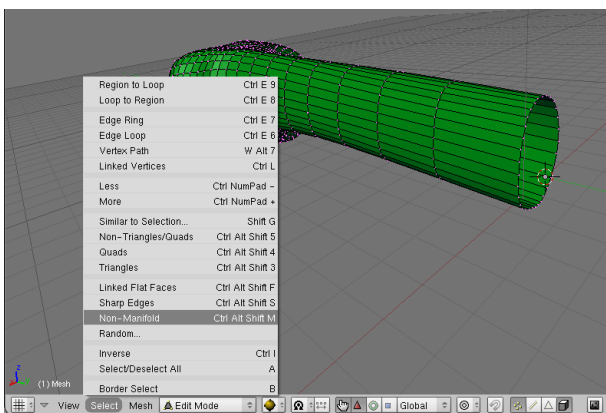 Region to Loop Ctrl E 9
Loop to Region Ctrl E 8
Edge Ring Ctrl E 7
Edge Loop Ctrl E 6
Vertex Path W Alt 7
Linked Vertices Ctrl L
Less Ctrl NumPad -
More Ctrl NumPad +
Similar to Selection... Shift G
Non-Triangles/Quads Ctrl Alt Shift 5
Quads Ctrl Alt Shift 4
Triangles Ctrl Alt Shift 3
Linked Flat Faces Ctrl Alt Shift F
Sharp Edges Ctrl Alt Shift S
Non-Manifold Ctrl Alt Shift M
Random...
Inverse Ctrl I
Select/Deselect All A
Border Select B
z
(1) Mesh
View Select Mesh Edit Mode Global